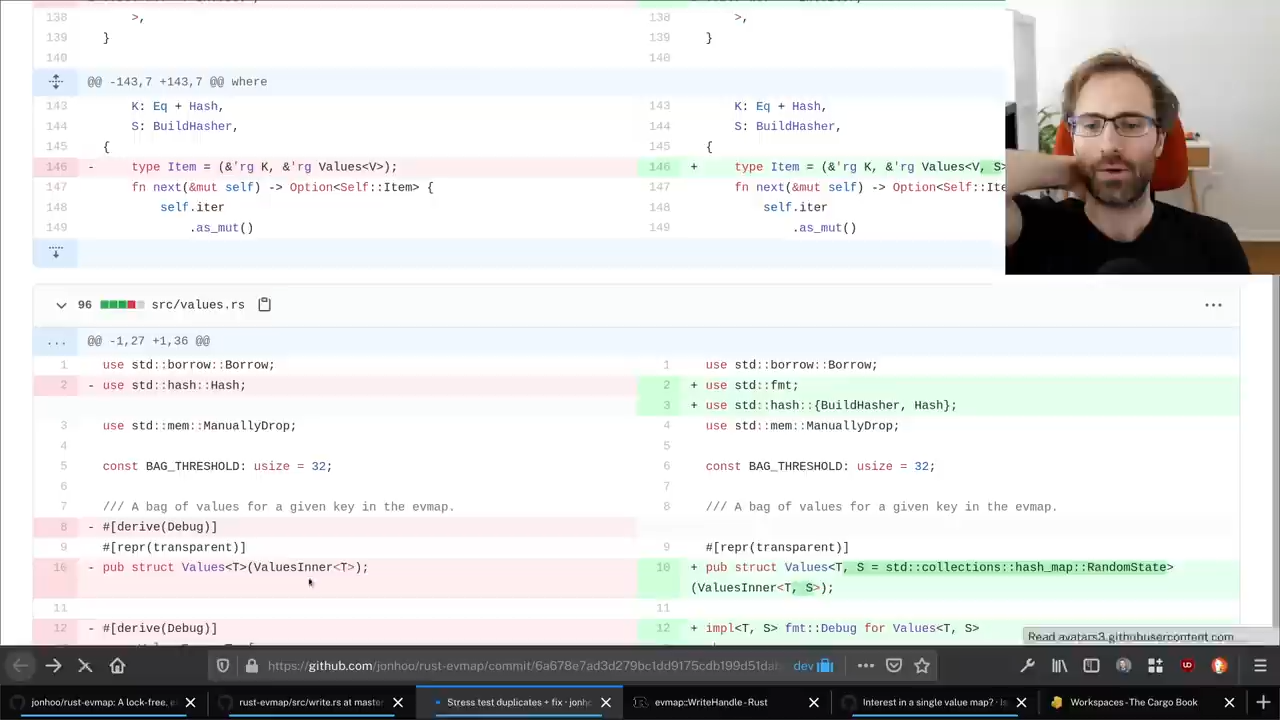 138 >, 138 >,
139 } 139 }
140 140
@@ -143,7 +143,7 @@ where
143 K: Eq + Hash, 143 K: Eq + Hash,
144 S: BuildHasher, 144 S: BuildHasher,
145 { 145 {
146 - type Item = (&'rg K, &'rg Values<V>); 146 + type Item = (&'rg K, &'rg Values<V, S>
147 fn next(&mut self) -> Option<Self::Item> { 147 fn next(&mut self) -> Option<Self::Ite
148 self.iter 148 self.iter
149 .as_mut() 149 .as_mut()
96 src/values.rs
... @@ -1,27 +1,36 @@
1 use std::borrow::Borrow; 1 use std::borrow::Borrow;
2 - use std::hash::Hash; 2 + use std::fmt;
3 + use std::hash::{BuildHasher, Hash};
3 use std::mem::ManuallyDrop; 4 use std::mem::ManuallyDrop;
4 5
5 const BAG_THRESHOLD: usize = 32; 6 const BAG_THRESHOLD: usize = 32;
6 7
7 /// A bag of values for a given key in the evmap. 8 /// A bag of values for a given key in the evmap.
8 - #[derive(Debug)]
9 #[repr(transparent)] 9 #[repr(transparent)]
10 - pub struct Values<T>(ValuesInner<T>); 10 + pub struct Values<T, S = std::collections::hash_map::RandomState>
(ValuesInner<T, S>);
11 11
12 - #[derive(Debug)] 12 + impl<T, S> fmt::Debug for Values<T, S>
Read avatars3.githubusercontent.com
https://github.com/jonhoo/rust-evmap/commit/6a678e7ad3d279bc1dd9175cdb199d51da dev
jonhoo/rust-evmap: A lock-free, e rust-evmap/src/write.rs at master Stress test duplicates + fix · jonho evmap::WriteHandle - Rust Interest in a single value map? · Is Workspaces - The Cargo Book